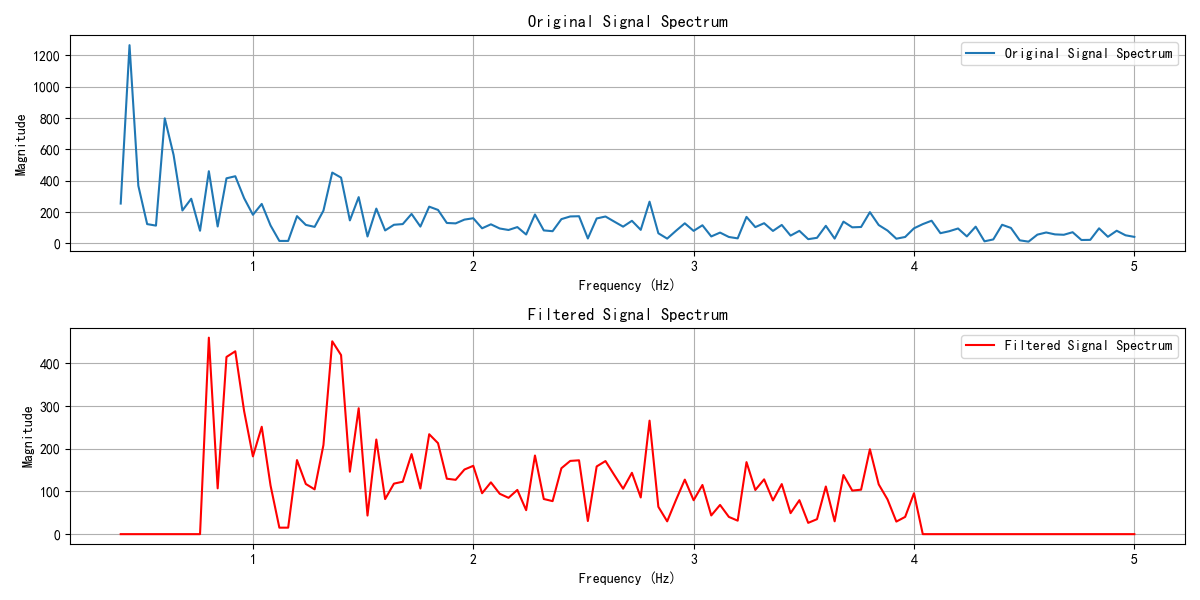 Original Signal Spectrum
1200
1000
800
600
400
200
0
Magnitude
Original Signal Spectrum
1 2 3 4 5
Frequency (Hz)
Filtered Signal Spectrum
400
300
200
100
0
Magnitude
Filtered Signal Spectrum
1 2 3 4 5
Frequency (Hz)